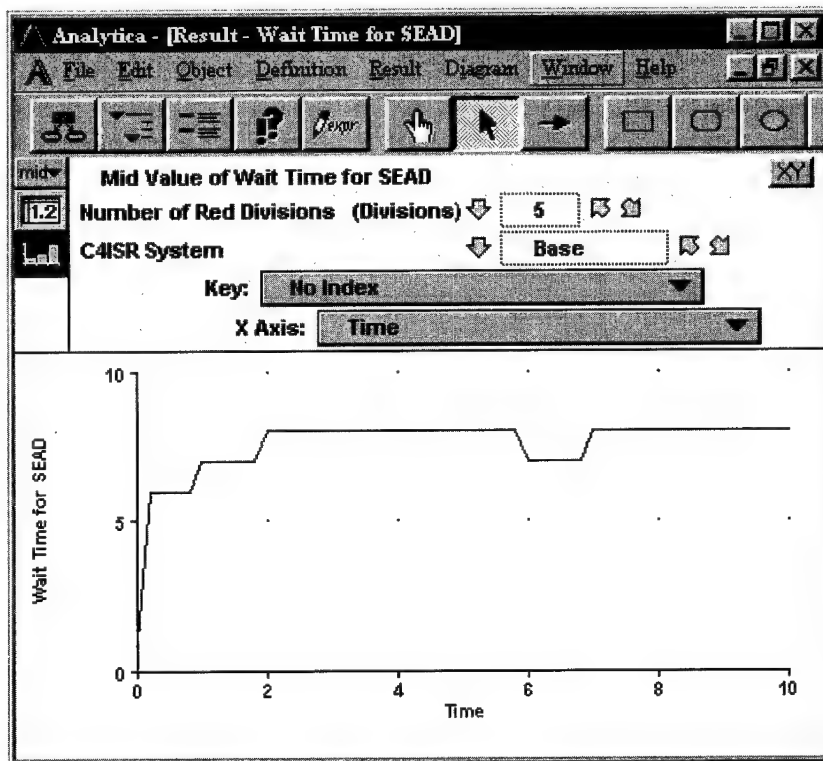 Analytica - [Result - Wait Time for SEAD]
File Edit Object Definition Result Diagram Window Help
expr
mid XY
Mid Value of Wait Time for SEAD
1.2 Number of Red Divisions (Divisions) 5
C4ISR System Base
Key: No Index
X Axis: Time
10
5
0
Wait Time for SEAD
0 2 4 6 8 10
Time